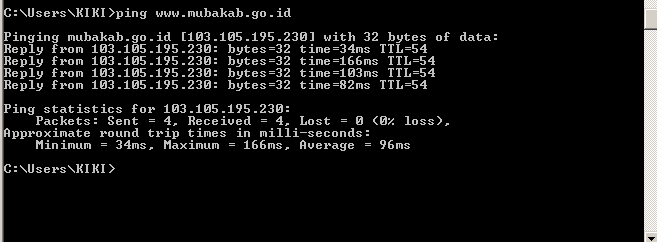 C:\Users\KIKI>ping www.mubakab.go.id
Pinging mubakab.go.id [103.105.195.230] with 32 bytes of data:
Reply from 103.105.195.230: bytes=32 time=34ms TTL=54
Reply from 103.105.195.230: bytes=32 time=166ms TTL=54
Reply from 103.105.195.230: bytes=32 time=103ms TTL=54
Reply from 103.105.195.230: bytes=32 time=82ms TTL=54
Ping statistics for 103.105.195.230:
Packets: Sent = 4, Received = 4, Lost = 0 (0% loss),
Approximate round trip times in milli-seconds:
Minimum = 34ms, Maximum = 166ms, Average = 96ms
C:\Users\KIKI>